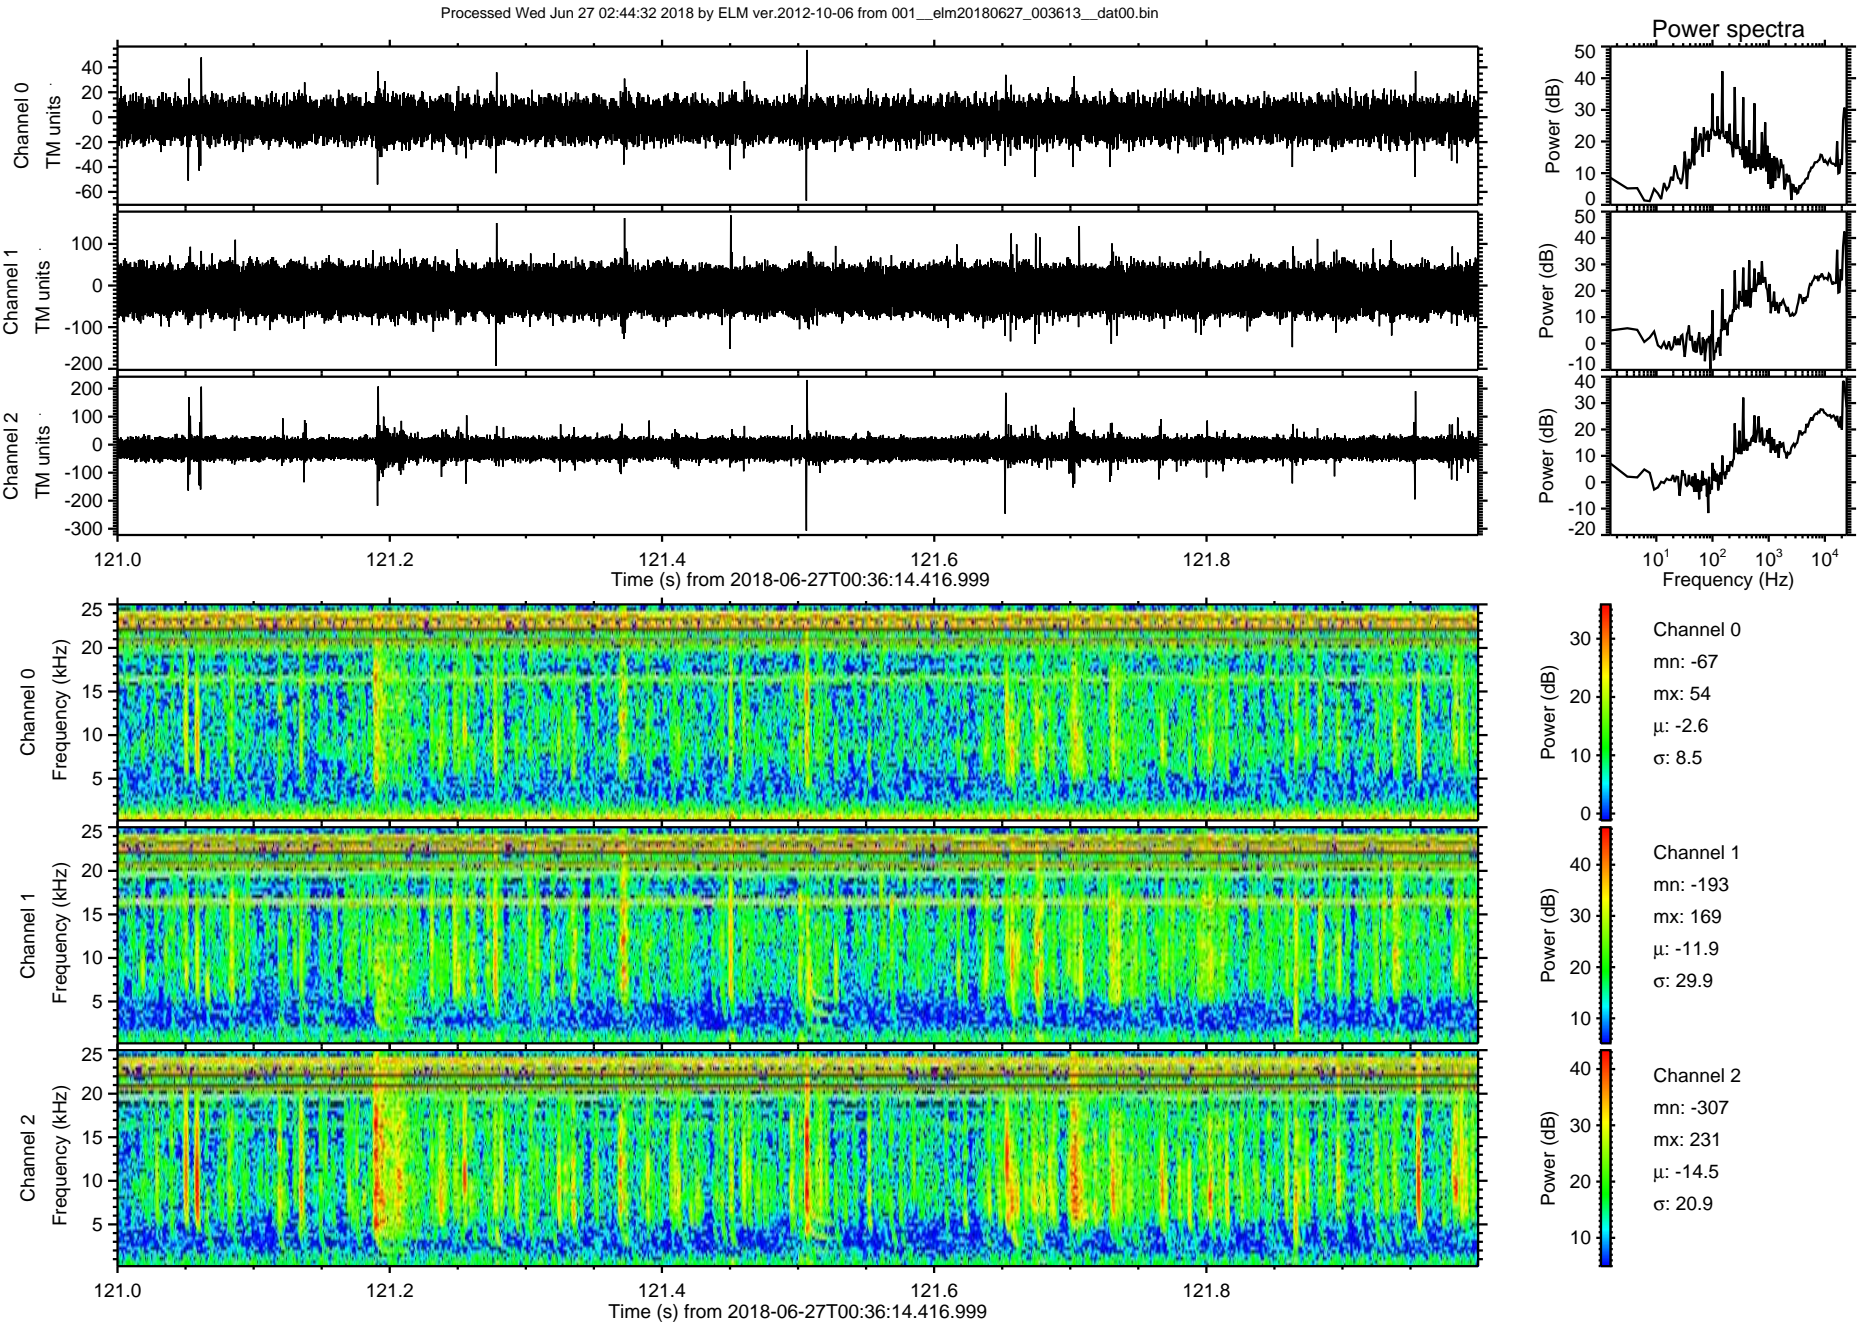 Processed Wed Jun 27 02:44:32 2018 by ELM ver.2012-10-06 from 001__elm20180627_003613__dat00.bin
Power spectra
Channel 0
TM units
40
20
0
-20
-40
-60
Power (dB)
50
40
30
20
10
0
Channel 1
TM units
100
0
-100
-200
Power (dB)
50
40
30
20
10
0
-10
Channel 2
TM units
200
100
0
-100
-200
-300
Power (dB)
40
30
20
10
0
-10
-20
121.0 121.2 121.4 121.6 121.8
Time (s) from 2018-06-27T00:36:14.416.999
10¹ 10² 10³ 10⁴
Frequency (Hz)
Channel 0
Frequency (kHz)
25
20
15
10
5
Power (dB)
30
20
10
0
Channel 0
mn: -67
mx: 54
μ: -2.6
σ: 8.5
Channel 1
Frequency (kHz)
25
20
15
10
5
Power (dB)
40
30
20
10
Channel 1
mn: -193
mx: 169
μ: -11.9
σ: 29.9
Channel 2
Frequency (kHz)
25
20
15
10
5
Power (dB)
40
30
20
10
Channel 2
mn: -307
mx: 231
μ: -14.5
σ: 20.9
121.0 121.2 121.4 121.6 121.8
Time (s) from 2018-06-27T00:36:14.416.999